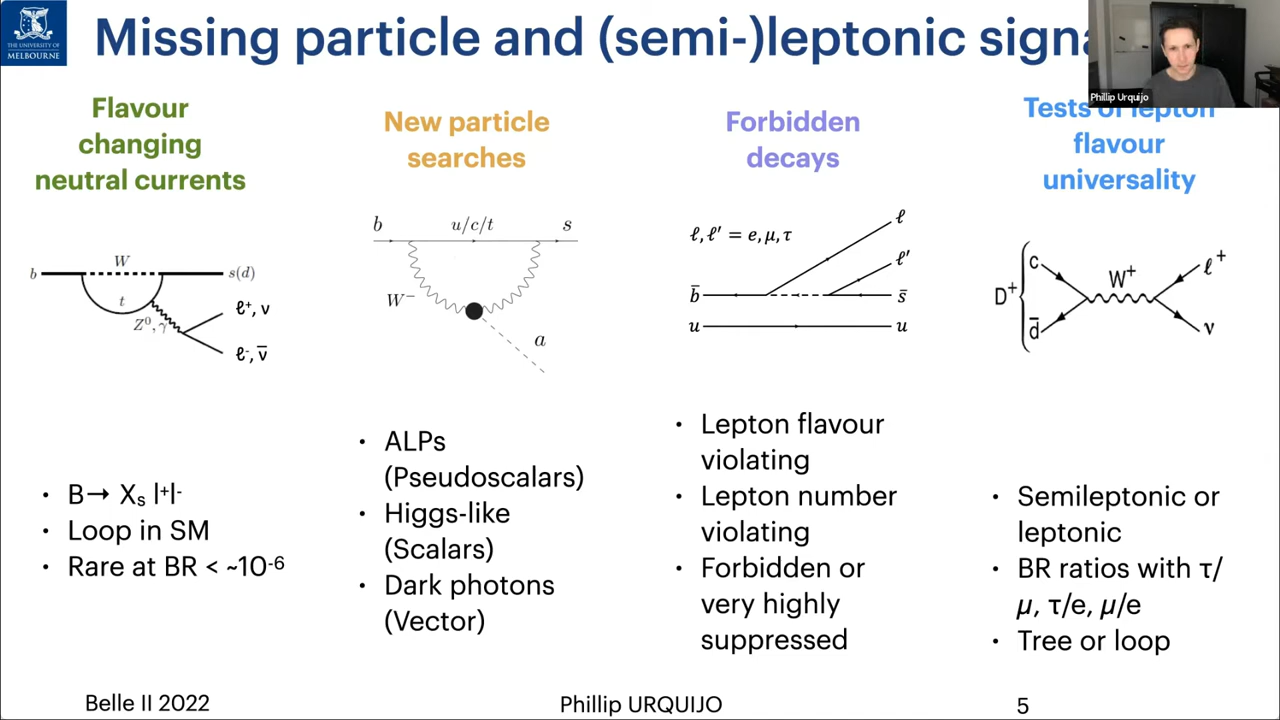 THE UNIVERSITY OF
MELBOURNE
Missing particle and (semi-)leptonic
Phillip Urquijo
Flavour
changing
neutral currents
b
W
t
Z⁰, γ
s(d)
ℓ⁺, ν
ℓ⁻, ν̅
• B→ Xₛ l⁺l⁻
• Loop in SM
• Rare at BR < ~10⁻⁶
New particle
searches
b
u/c/t
s
W⁻
a
• ALPs
(Pseudoscalars)
• Higgs-like
(Scalars)
• Dark photons
(Vector)
Forbidden
decays
ℓ, ℓ′ = e, μ, τ
ℓ
ℓ′
b̅
s̅
u
u
• Lepton flavour
violating
• Lepton number
violating
• Forbidden or
very highly
suppressed
Tests of lepton
flavour
universality
D⁺
c
d̅
W⁺
ℓ⁺
ν
• Semileptonic or
leptonic
• BR ratios with τ/
μ, τ/e, μ/e
• Tree or loop
Belle II 2022
Phillip URQUIJO
5